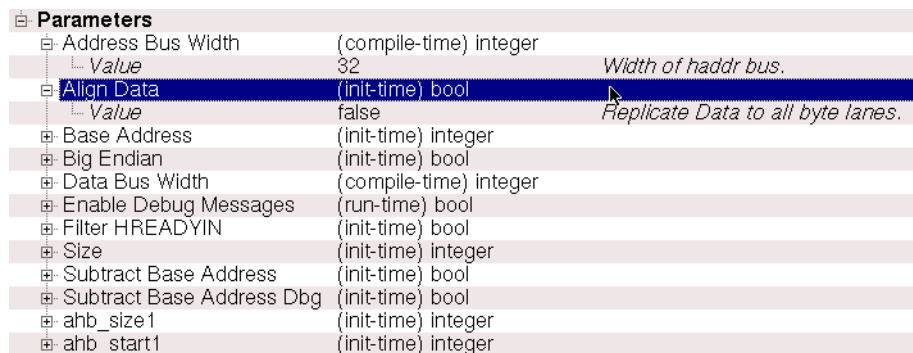 Parameters
Address Bus Width (compile-time) integer
Value 32 Width of haddr bus.
Align Data (init-time) bool
Value false Replicate Data to all byte lanes.
Base Address (init-time) integer
Big Endian (init-time) bool
Data Bus Width (compile-time) integer
Enable Debug Messages (run-time) bool
Filter HREADYIN (init-time) bool
Size (init-time) integer
Subtract Base Address (init-time) bool
Subtract Base Address Dbg (init-time) bool
ahb_size1 (init-time) integer
ahb_start1 (init-time) integer